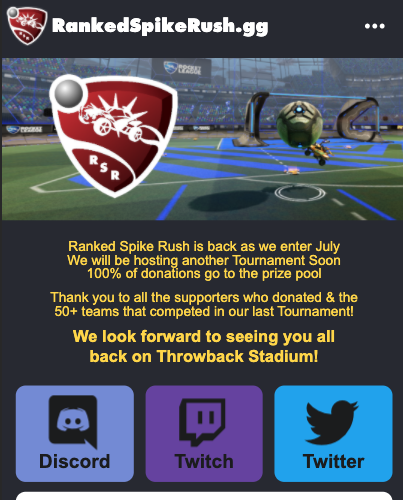 RankedSpikeRush.gg
ROCKET LEAGUE
RSR
Ranked Spike Rush is back as we enter July
We will be hosting another Tournament Soon
100% of donations go to the prize pool
Thank you to all the supporters who donated & the
50+ teams that competed in our last Tournament!
We look forward to seeing you all
back on Throwback Stadium!
Discord
Twitch
Twitter